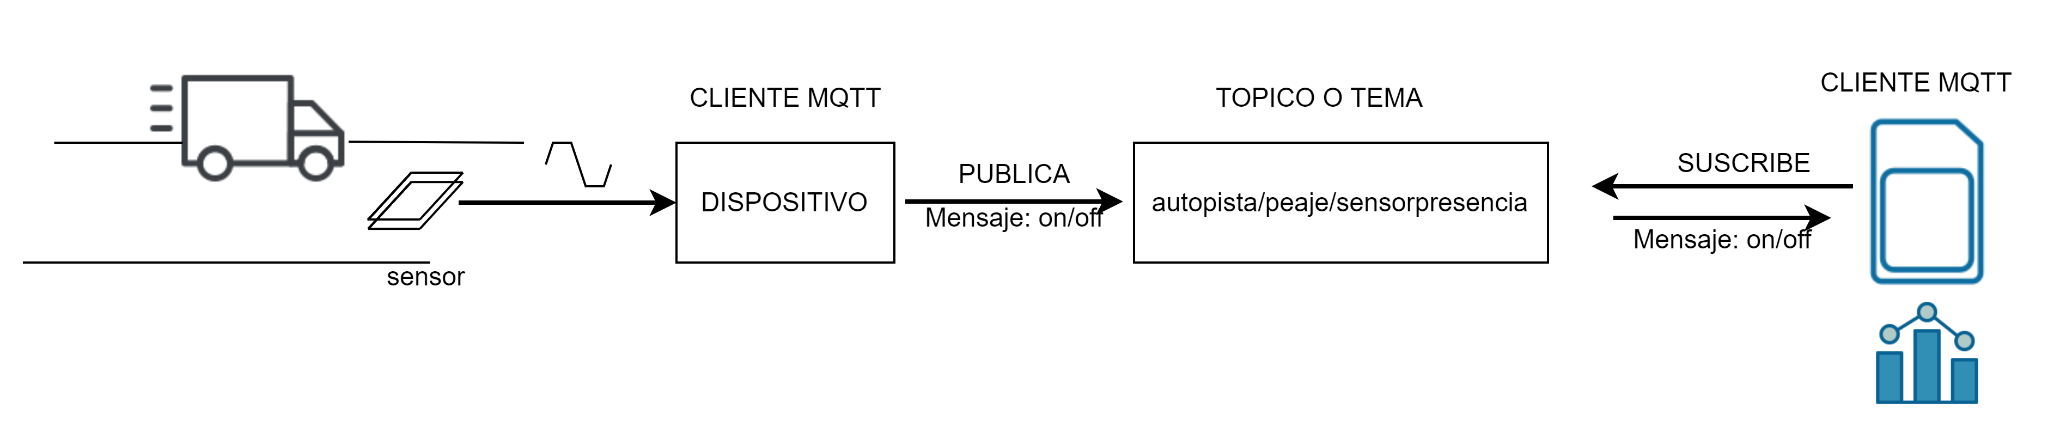 CLIENTE MQTT
TOPICO O TEMA
CLIENTE MQTT
DISPOSITIVO
PUBLICA
Mensaje: on/off
autopista/peaje/sensorpresencia
SUSCRIBE
Mensaje: on/off
sensor